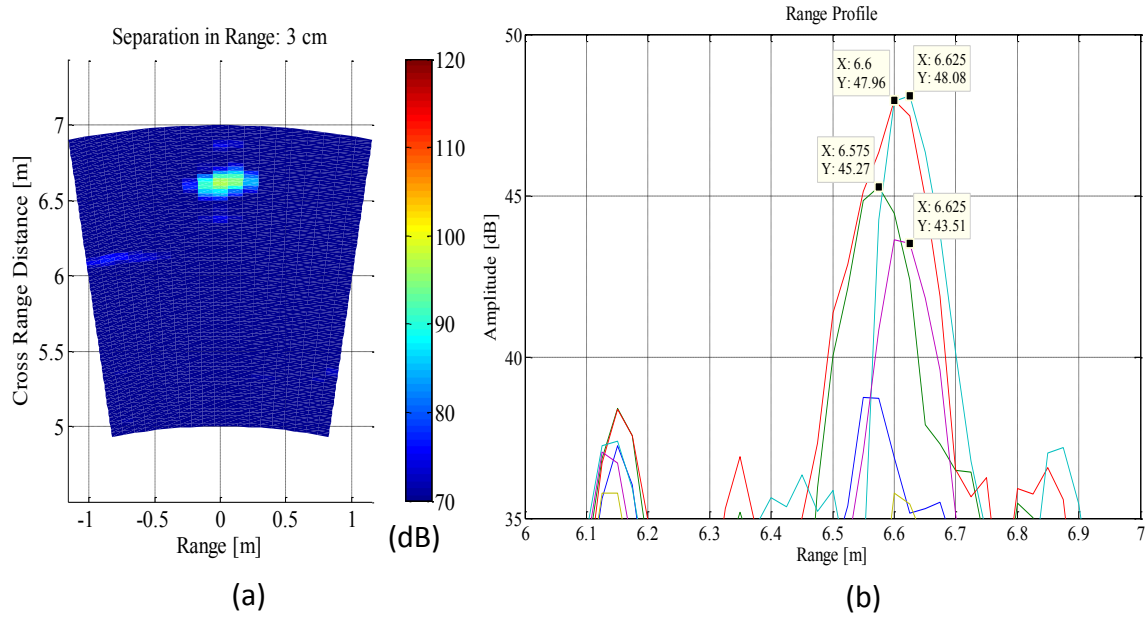 Separation in Range: 3 cm
7
6.5
6
5.5
5
Cross Range Distance [m]
-1
-0.5
0
0.5
1
Range [m]
120
110
100
90
80
70
(dB)
(a)
Range Profile
50
45
40
35
Amplitude [dB]
X: 6.6
Y: 47.96
X: 6.625
Y: 48.08
X: 6.575
Y: 45.27
X: 6.625
Y: 43.51
6
6.1
6.2
6.3
6.4
6.5
6.6
6.7
6.8
6.9
7
Range [m]
(b)